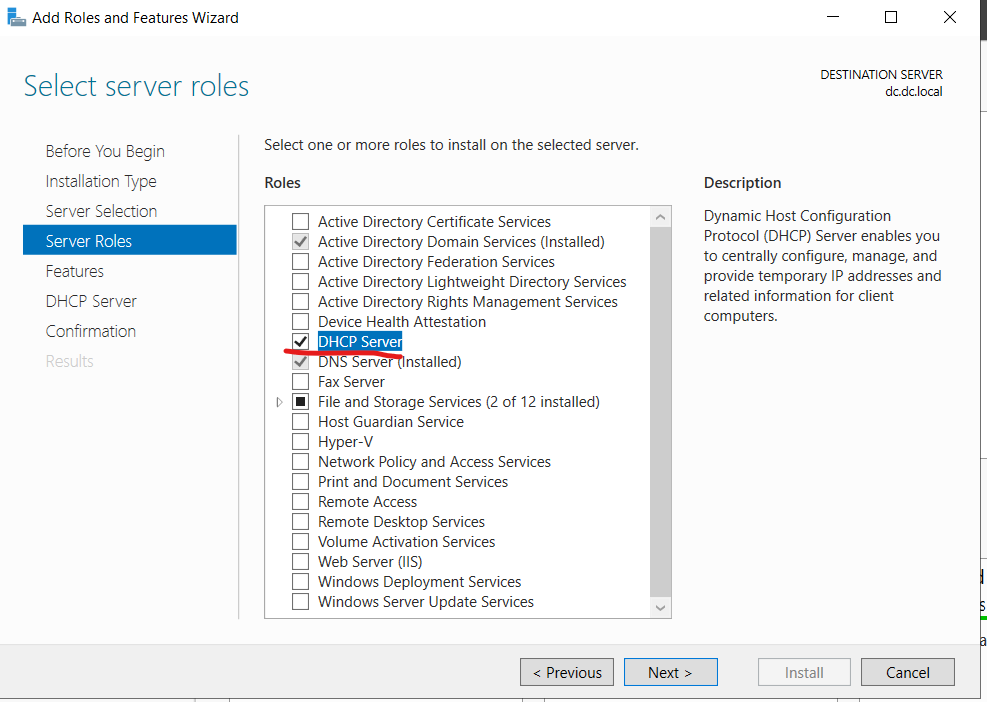 Add Roles and Features Wizard
Select server roles
DESTINATION SERVER
dc.dc.local
Before You Begin
Installation Type
Server Selection
Server Roles
Features
DHCP Server
Confirmation
Results
Select one or more roles to install on the selected server.
Roles
Active Directory Certificate Services
Active Directory Domain Services (Installed)
Active Directory Federation Services
Active Directory Lightweight Directory Services
Active Directory Rights Management Services
Device Health Attestation
DHCP Server
DNS Server (Installed)
Fax Server
File and Storage Services (2 of 12 installed)
Host Guardian Service
Hyper-V
Network Policy and Access Services
Print and Document Services
Remote Access
Remote Desktop Services
Volume Activation Services
Web Server (IIS)
Windows Deployment Services
Windows Server Update Services
Description
Dynamic Host Configuration
Protocol (DHCP) Server enables you
to centrally configure, manage, and
provide temporary IP addresses and
related information for client
computers.
< Previous
Next >
Install
Cancel